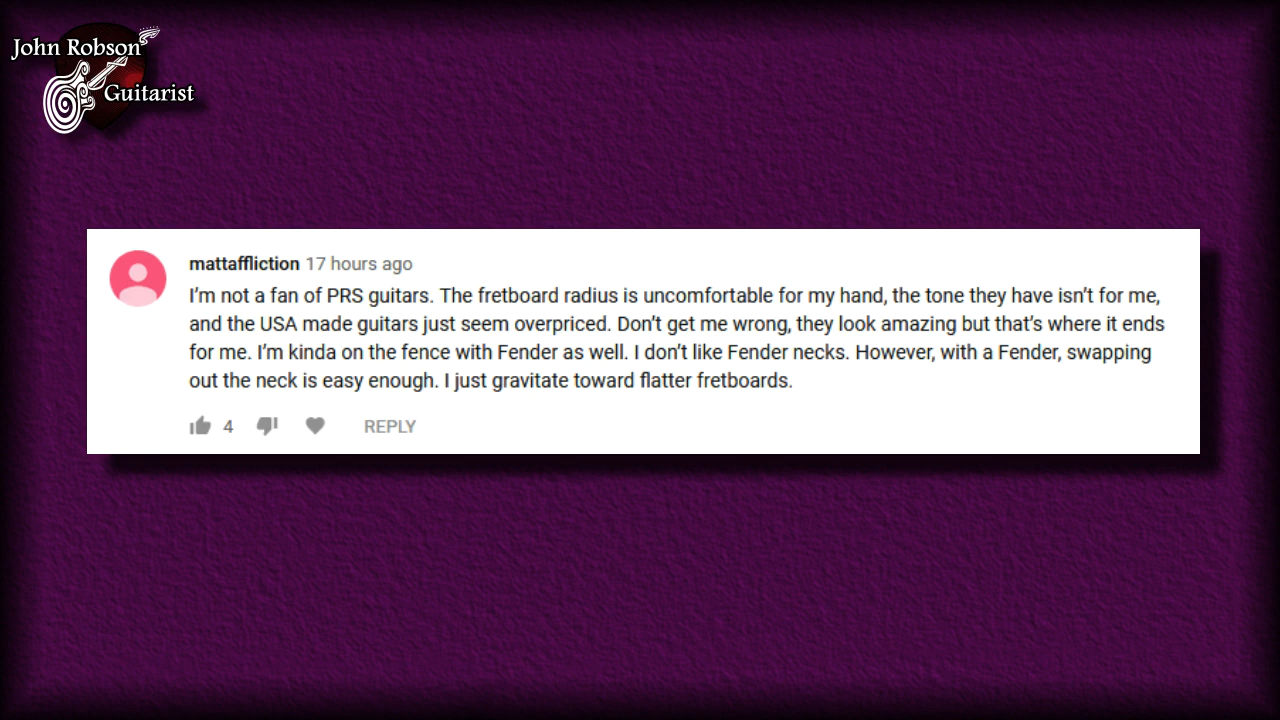 John Robson
Guitarist
mattaffliction 17 hours ago
I'm not a fan of PRS guitars. The fretboard radius is uncomfortable for my hand, the tone they have isn't for me,
and the USA made guitars just seem overpriced. Don't get me wrong, they look amazing but that's where it ends
for me. I'm kinda on the fence with Fender as well. I don't like Fender necks. However, with a Fender, swapping
out the neck is easy enough. I just gravitate toward flatter fretboards.
4 REPLY